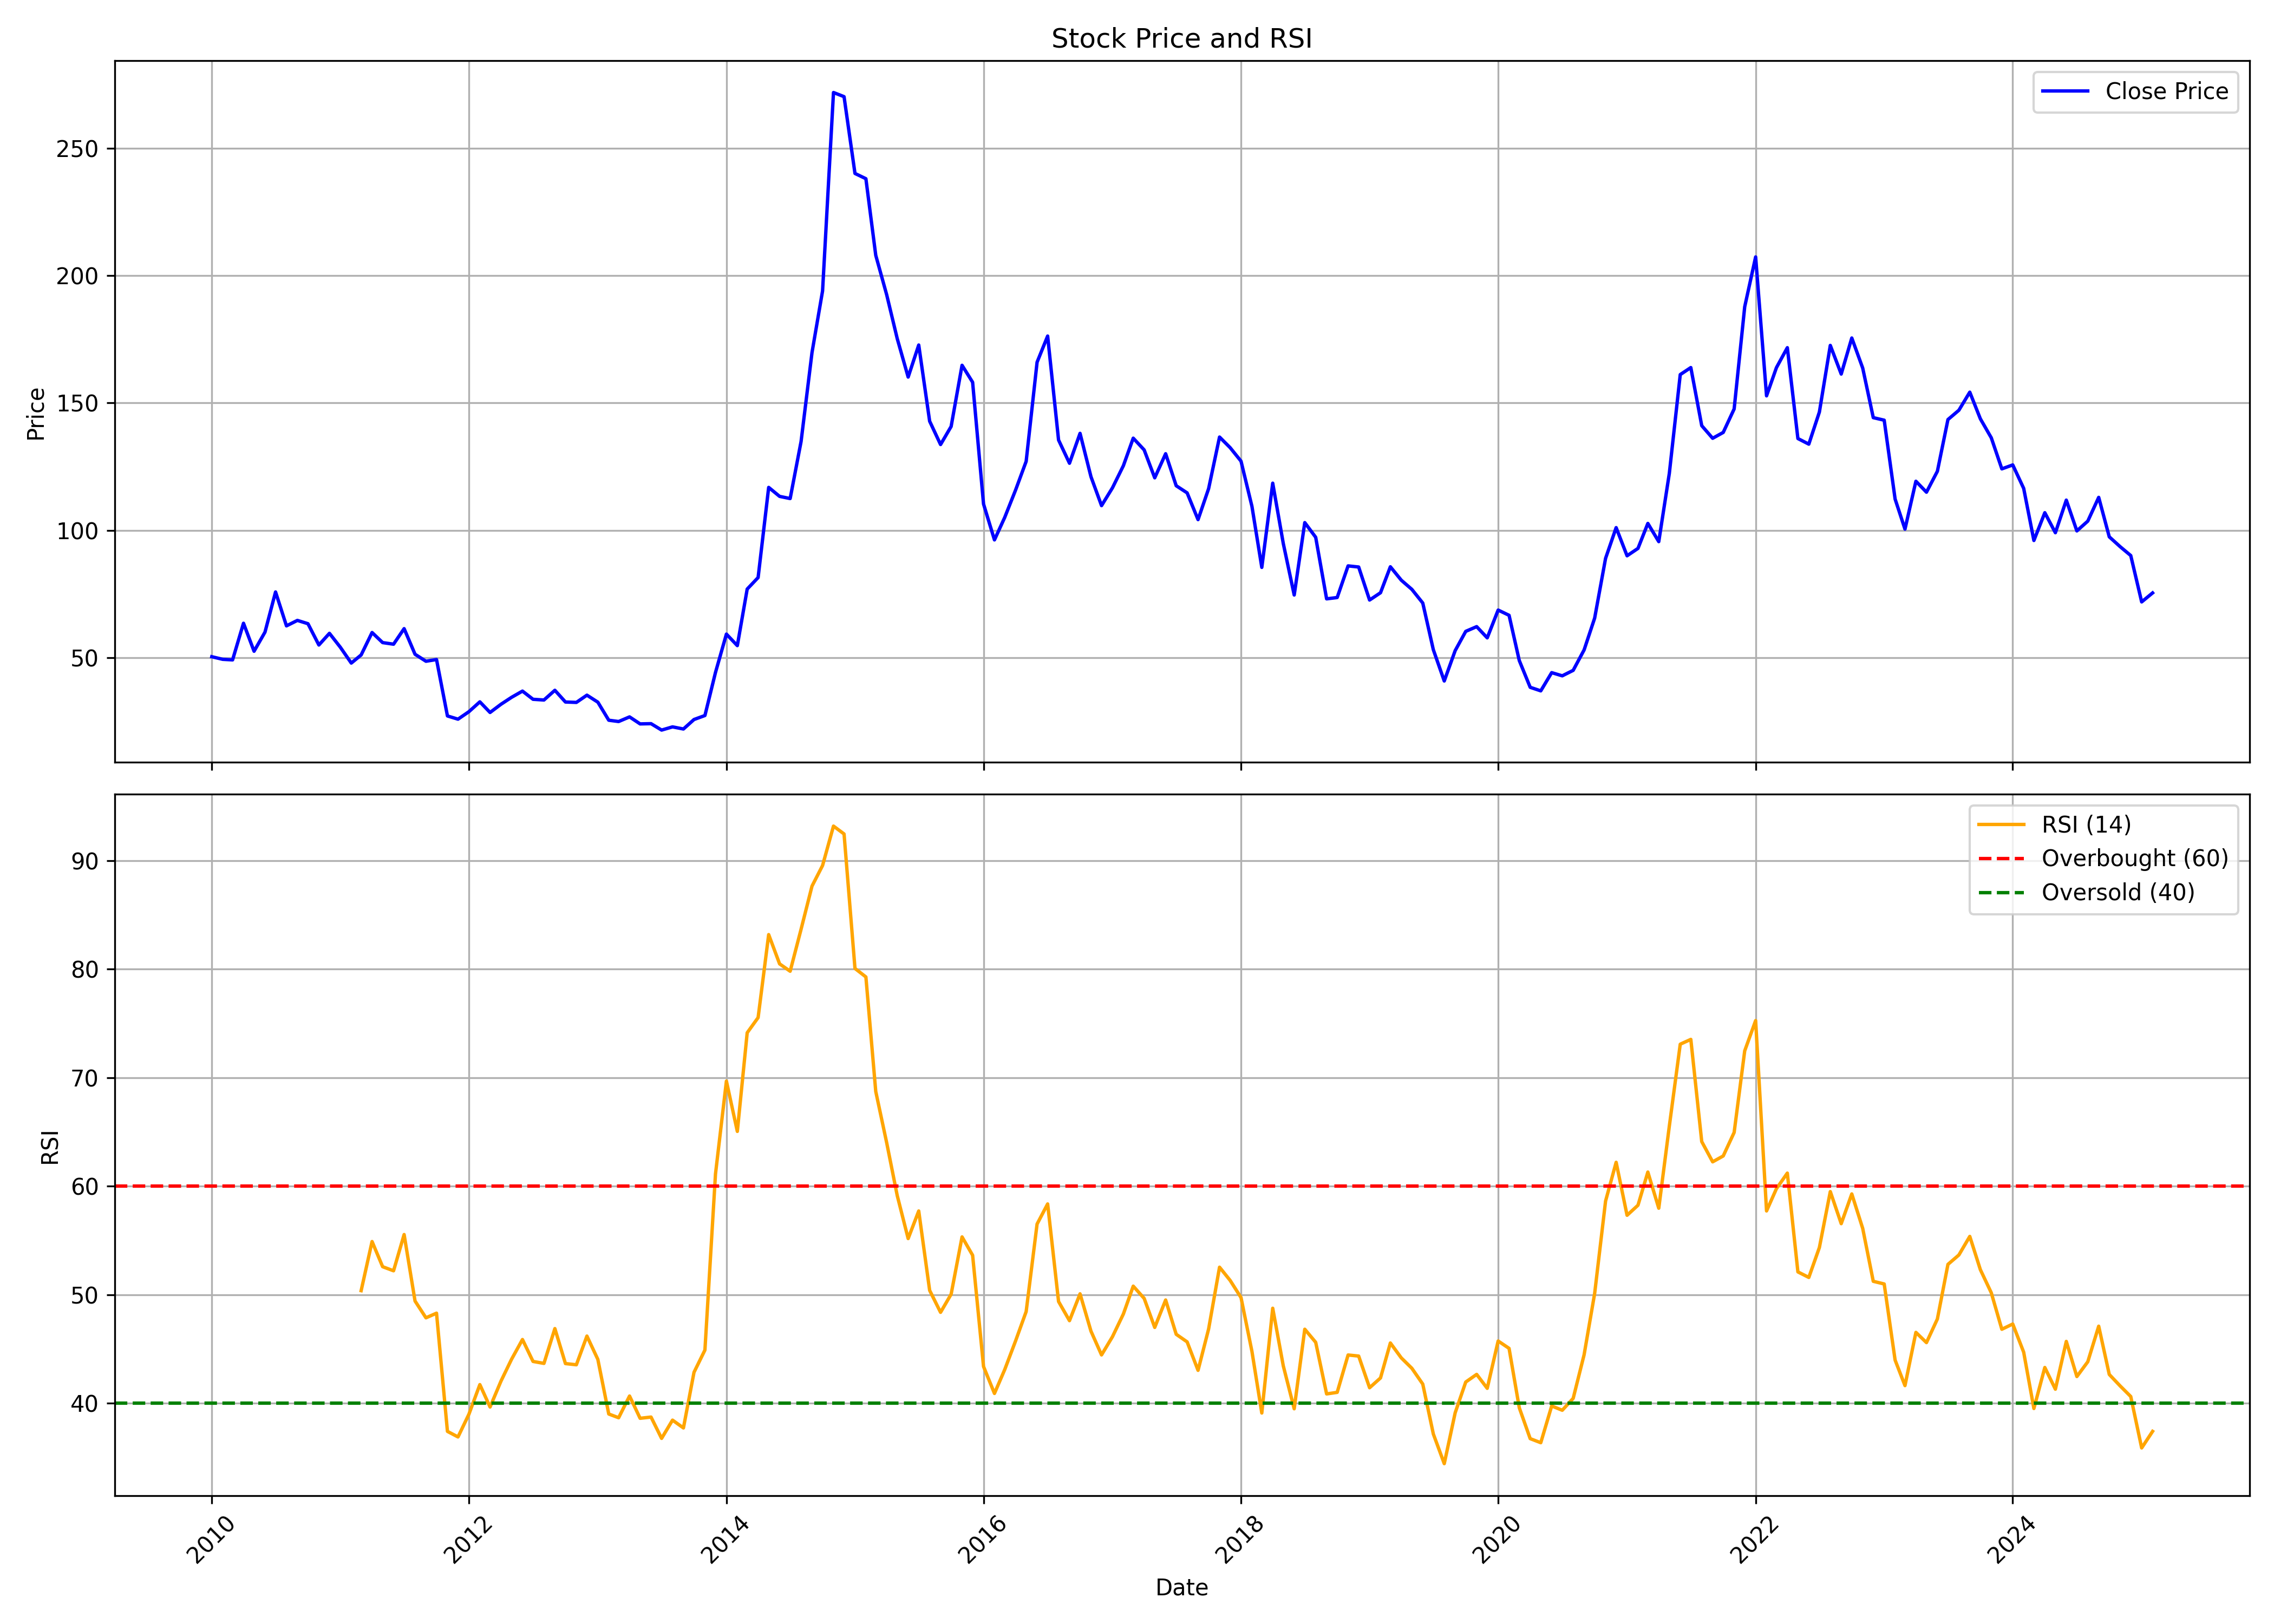 Stock Price and RSI
Close Price
250
200
150
100
50
Price
RSI (14)
Overbought (60)
Oversold (40)
90
80
70
60
50
40
RSI
2010
2012
2014
2016
2018
2020
2022
2024
Date